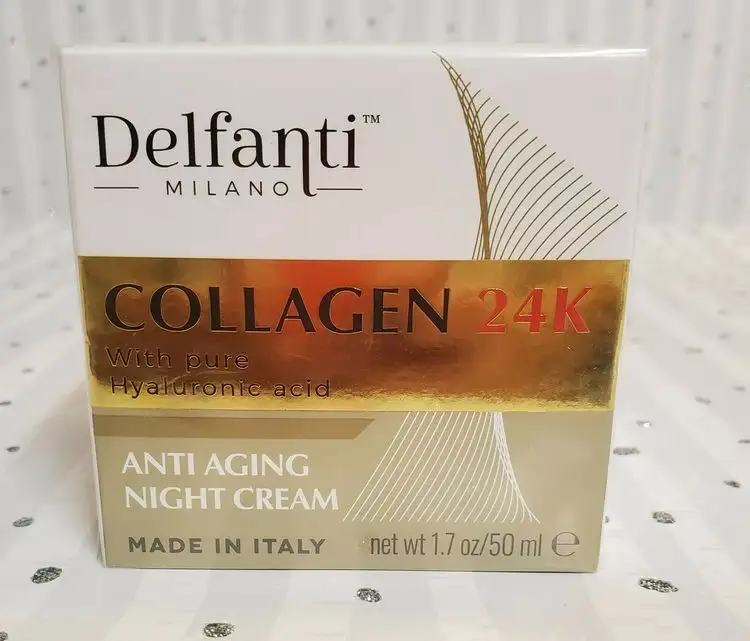 Delfanti™
MILANO
COLLAGEN 24K
With pure
Hyaluronic acid
ANTI AGING
NIGHT CREAM
MADE IN ITALY net wt 1.7 oz/50 ml ℮